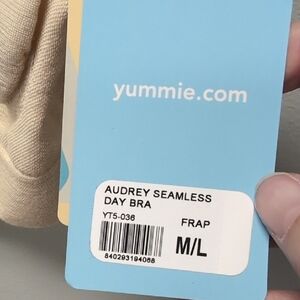 yummie.com
AUDREY SEAMLESS
DAY BRA
YT5-036
FRAP
M/L
840293194068